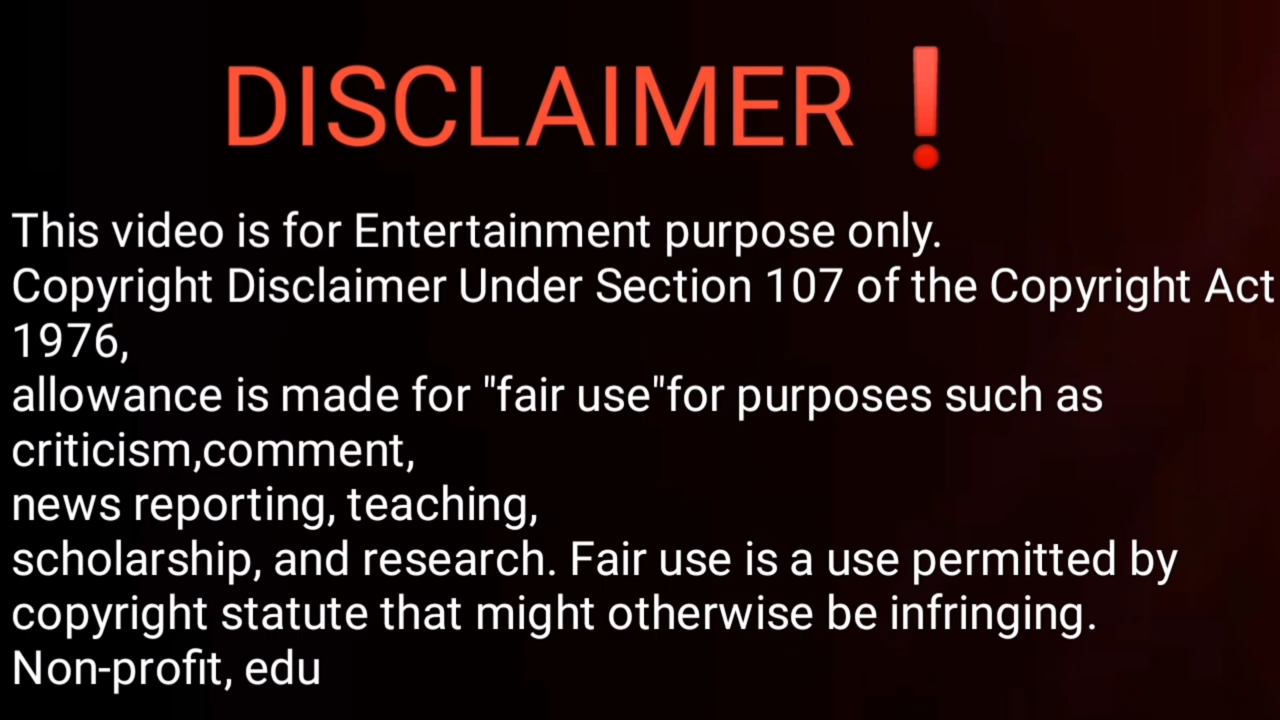 DISCLAIMER❗
This video is for Entertainment purpose only.
Copyright Disclaimer Under Section 107 of the Copyright Act
1976,
allowance is made for "fair use"for purposes such as
criticism,comment,
news reporting, teaching,
scholarship, and research. Fair use is a use permitted by
copyright statute that might otherwise be infringing.
Non-profit, edu